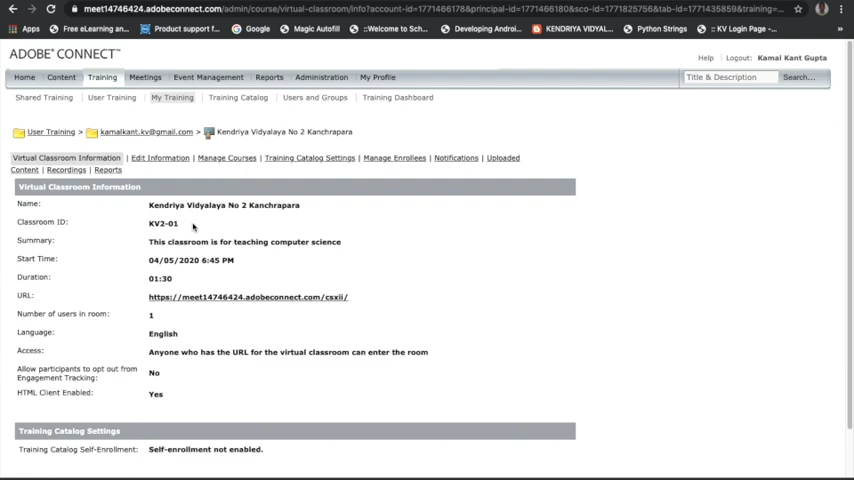 meet14746424.adobeconnect.com/admin/course/virtual-classroom/info?account-id=1771466178&principal-id=1771466180&sco-id=1771825756&tab-id=1771435859&training=...
Apps Free eLearning an... Product support f... Google Magic Autofill ::Welcome to Sch... Developing Androi... KENDRIYA VIDYAL... Python Strings :: KV Login Page -... »
ADOBE® CONNECT™
Help | Logout: Kamal Kant Gupta
Home Content Training Meetings Event Management Reports Administration My Profile Title & Description Search...
Shared Training User Training My Training Training Catalog Users and Groups Training Dashboard
User Training > kamalkant.kv@gmail.com > Kendriya Vidyalaya No 2 Kanchrapara
Virtual Classroom Information | Edit Information | Manage Courses | Training Catalog Settings | Manage Enrollees | Notifications | Uploaded
Content | Recordings | Reports
Virtual Classroom Information
Name: Kendriya Vidyalaya No 2 Kanchrapara
Classroom ID: KV2-01
Summary: This classroom is for teaching computer science
Start Time: 04/05/2020 6:45 PM
Duration: 01:30
URL: https://meet14746424.adobeconnect.com/csxii/
Number of users in room: 1
Language: English
Access: Anyone who has the URL for the virtual classroom can enter the room
Allow participants to opt out from
Engagement Tracking: No
HTML Client Enabled: Yes
Training Catalog Settings
Training Catalog Self-Enrollment: Self-enrollment not enabled.